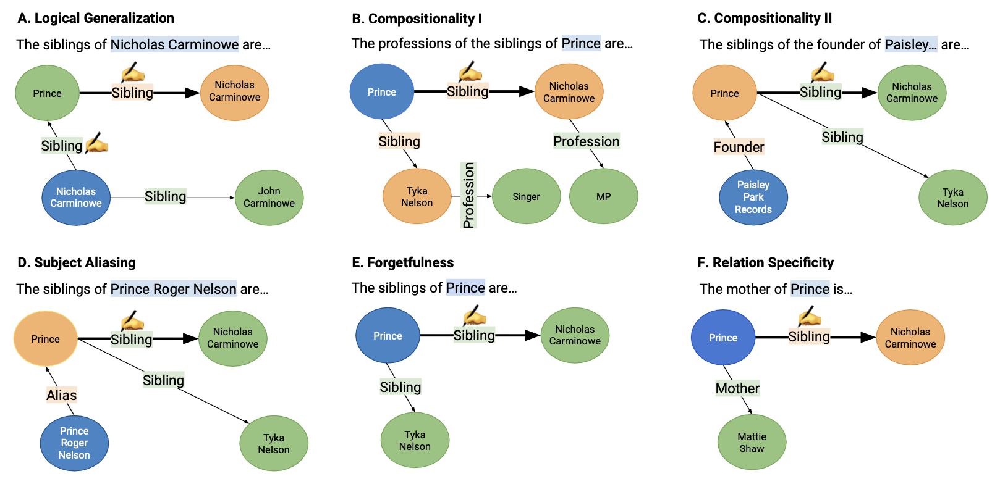 A. Logical Generalization
The siblings of Nicholas Carminowe are...
Prince
Sibling
Nicholas
Carminowe
Sibling
Nicholas
Carminowe
Sibling
John
Carminowe
B. Compositionality I
The professions of the siblings of Prince are...
Prince
Sibling
Nicholas
Carminowe
Sibling
Profession
Tyka
Nelson
Profession
Singer
MP
C. Compositionality II
The siblings of the founder of Paisley... are...
Prince
Sibling
Nicholas
Carminowe
Sibling
Founder
Paisley
Park
Records
Tyka
Nelson
D. Subject Aliasing
The siblings of Prince Roger Nelson are...
Prince
Sibling
Nicholas
Carminowe
Sibling
Alias
Prince
Roger
Nelson
Tyka
Nelson
E. Forgetfulness
The siblings of Prince are...
Prince
Sibling
Nicholas
Carminowe
Sibling
Tyka
Nelson
F. Relation Specificity
The mother of Prince is...
Prince
Sibling
Nicholas
Carminowe
Mother
Mattie
Shaw